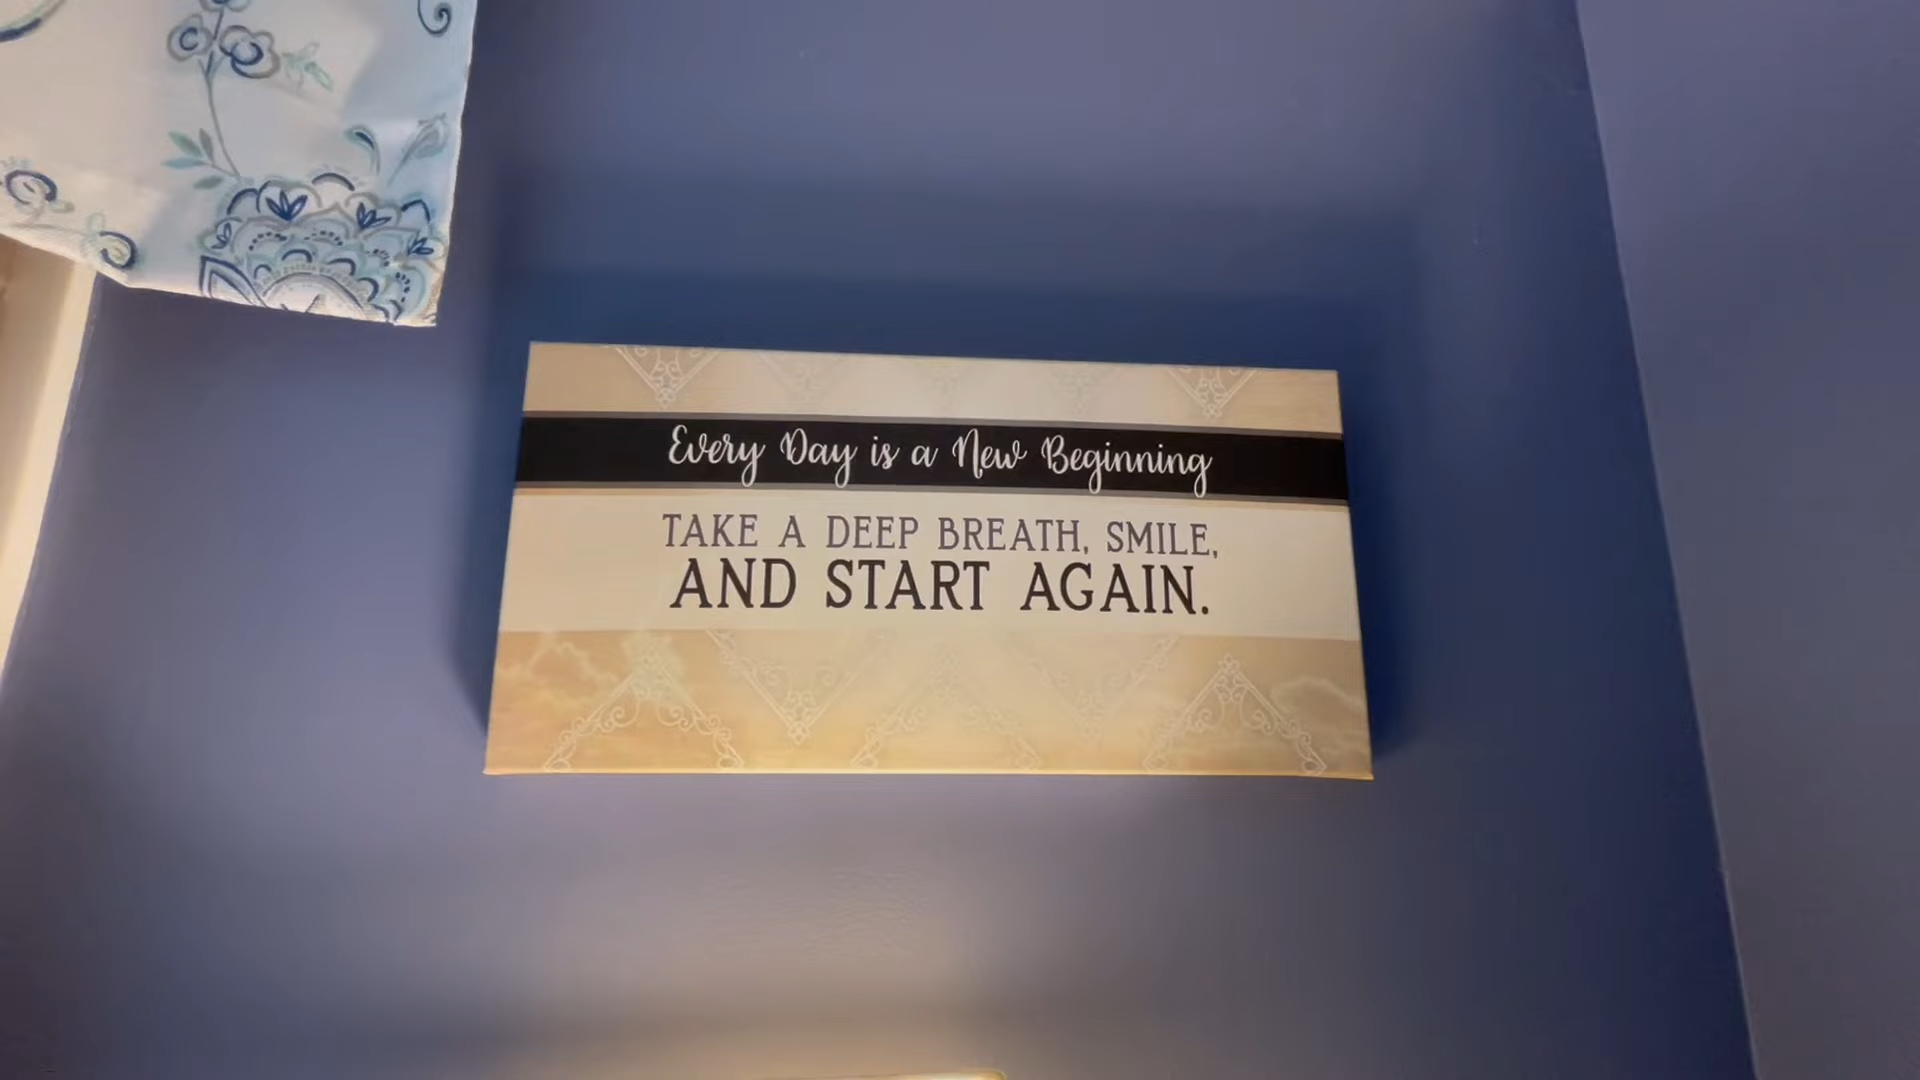 Every Day is a New Beginning
TAKE A DEEP BREATH, SMILE,
AND START AGAIN.